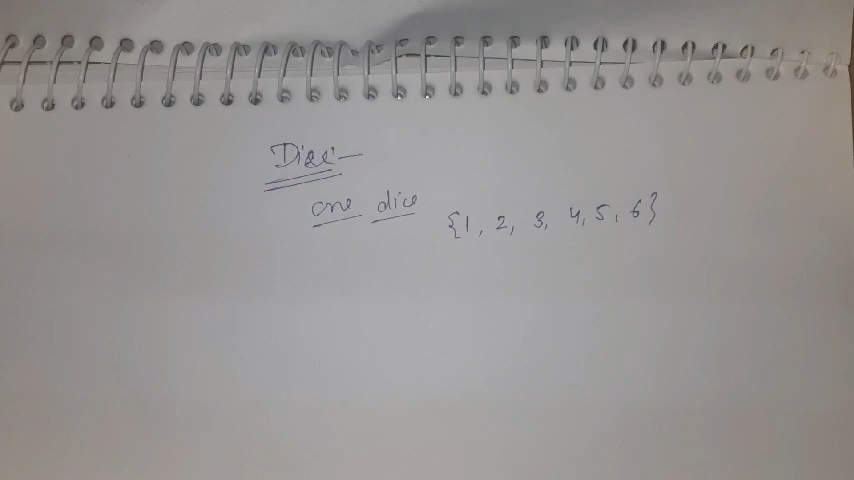 Dice:-
one dice {1, 2, 3, 4, 5, 6}